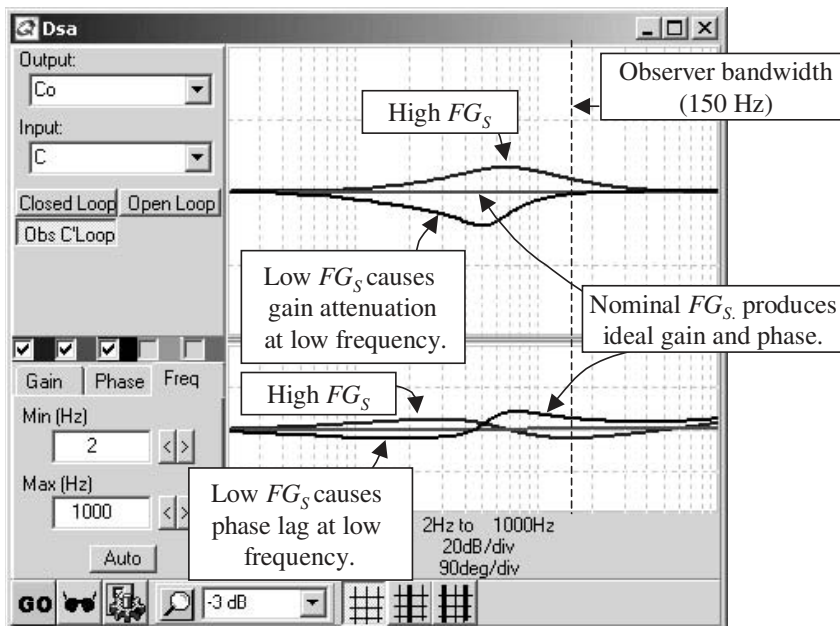 Dsa
Output:
Co
Input:
C
Closed Loop Open Loop
Obs C'Loop
Gain Phase Freq
Min (Hz)
2
< >
Max (Hz)
1000
< >
Auto
High FGS
Observer bandwidth
(150 Hz)
Low FGS causes
gain attenuation
at low frequency.
Nominal FGS. produces
ideal gain and phase.
High FGS
Low FGS causes
phase lag at low
frequency.
2Hz to 1000Hz
20dB/div
90deg/div
GO
-3 dB